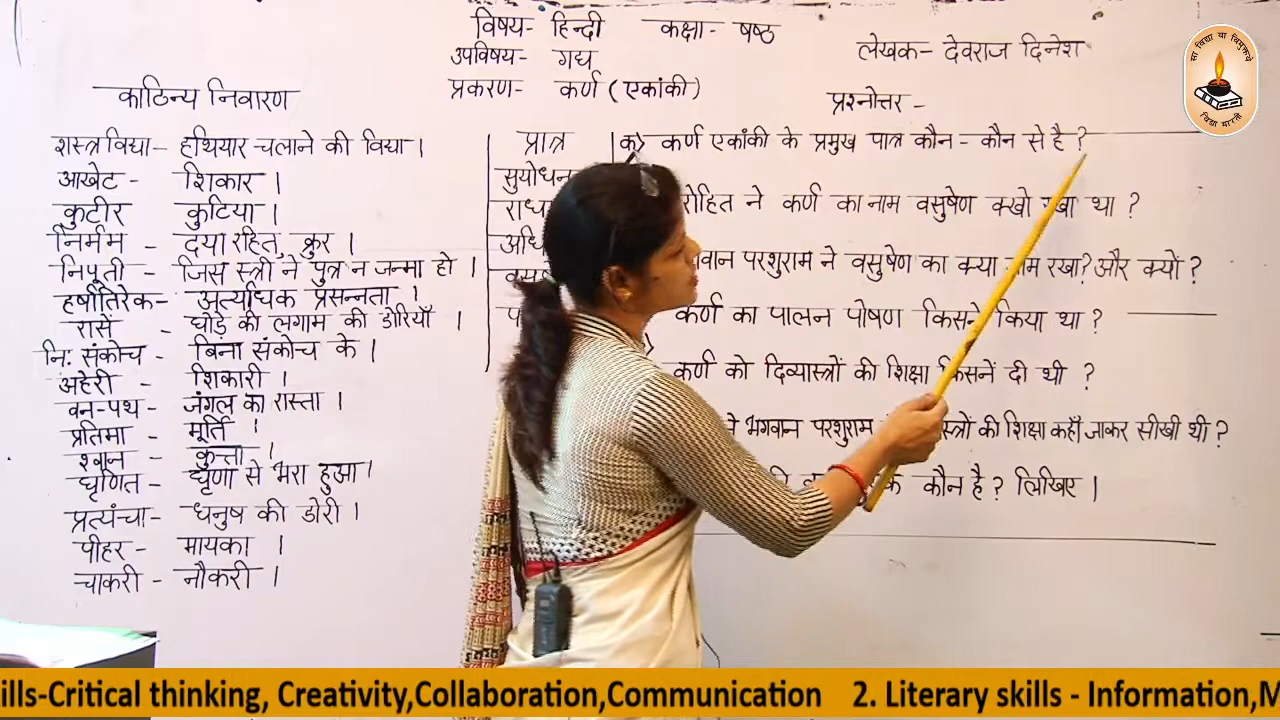 विषय- हिन्दी कक्षा- षष्ठ
उपविषय- गद्य
लेखक- देवराज दिनेश
प्रकरण- कर्ण (एकांकी)
काठिन्य निवारण
शस्त्र विद्या- हथियार चलाने की विद्या।
आखेट- शिकार।
कुटीर कुटिया।
निर्मम - दया रहित, क्रुर।
निपूती - जिस स्त्री ने पुत्र न जन्मा हो।
हर्षातिरेक- अत्यधिक प्रसन्नता।
रासें - घोड़े की लगाम की डोरियाँ।
नि: संकोच - बिना संकोच के।
अहेरी - शिकारी।
वन-पथ- जंगल का रास्ता।
प्रतिमा - मूर्ति।
श्वान - कुत्ता।
घृणित- घृणा से भरा हुआ।
प्रत्यंचा- धनुष की डोरी।
पीहर - मायका।
चाकरी - नौकरी।
पात्र
सुयोधन
प्रश्नोत्तर -
क) कर्ण एकांकी के प्रमुख पात्र कौन - कौन से है?
ने कर्ण का नाम वसुषेण क्यो रखा था?
परशुराम ने वसुषेण का क्या नाम रखा? और क्यों?
कर्ण का पालन पोषण किसने किया था?
कर्ण को दिव्यास्त्रों की शिक्षा किसनें दी थी?
ने भगवान परशुराम की शिक्षा कहाँ जाकर सीखी थी?
कौन है? लिखिए।
सा विद्या या विमुक्तये
विद्या भारती
ills-Critical thinking, Creativity,Collaboration,Communication 2. Literary skills - Information,M